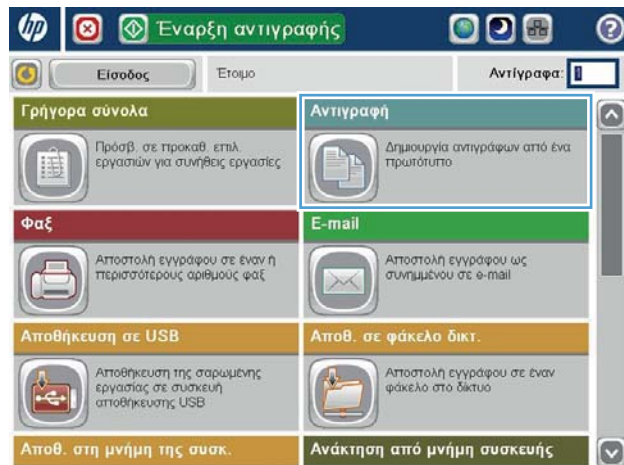 hp
Έναρξη αντιγραφής
?
Είσοδος
Έτοιμο
Αντίγραφα: 1
Γρήγορα σύνολα
Πρόσβ. σε προκαθ. επιλ.
εργασιών για συνήθεις εργασίες
Αντιγραφή
Δημιουργία αντιγράφων από ένα
πρωτότυπο
Φαξ
Αποστολή εγγράφου σε έναν ή
περισσότερους αριθμούς φαξ
E-mail
Αποστολή εγγράφου ως
συνημμένου σε e-mail
Αποθήκευση σε USB
Αποθήκευση της σαρωμένης
εργασίας σε συσκευή
αποθήκευσης USB
Αποθ. σε φάκελο δικτ.
Αποστολή εγγράφου σε έναν
φάκελο στο δίκτυο
Αποθ. στη μνήμη της συσκ.
Ανάκτηση από μνήμη συσκευής